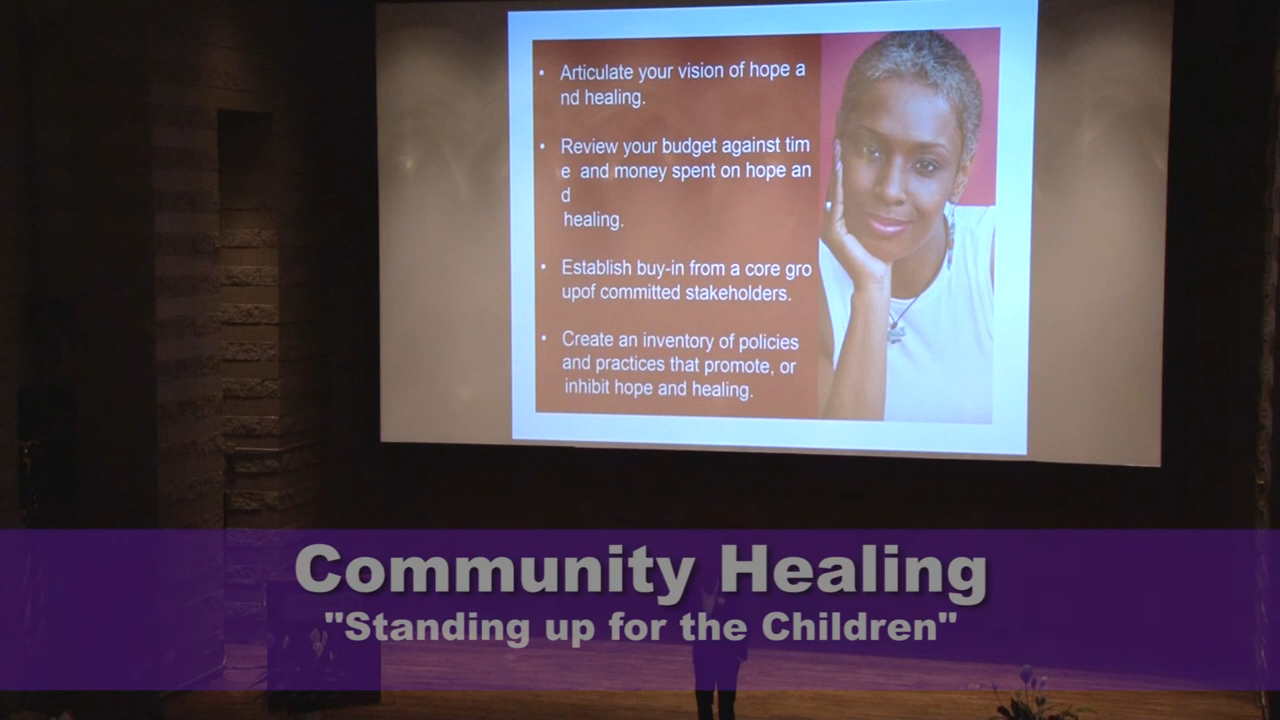 • Articulate your vision of hope a
nd healing.
• Review your budget against tim
e and money spent on hope an
d
healing.
• Establish buy-in from a core gro
upof committed stakeholders.
• Create an inventory of policies
and practices that promote, or
inhibit hope and healing.
Community Healing
"Standing up for the Children"